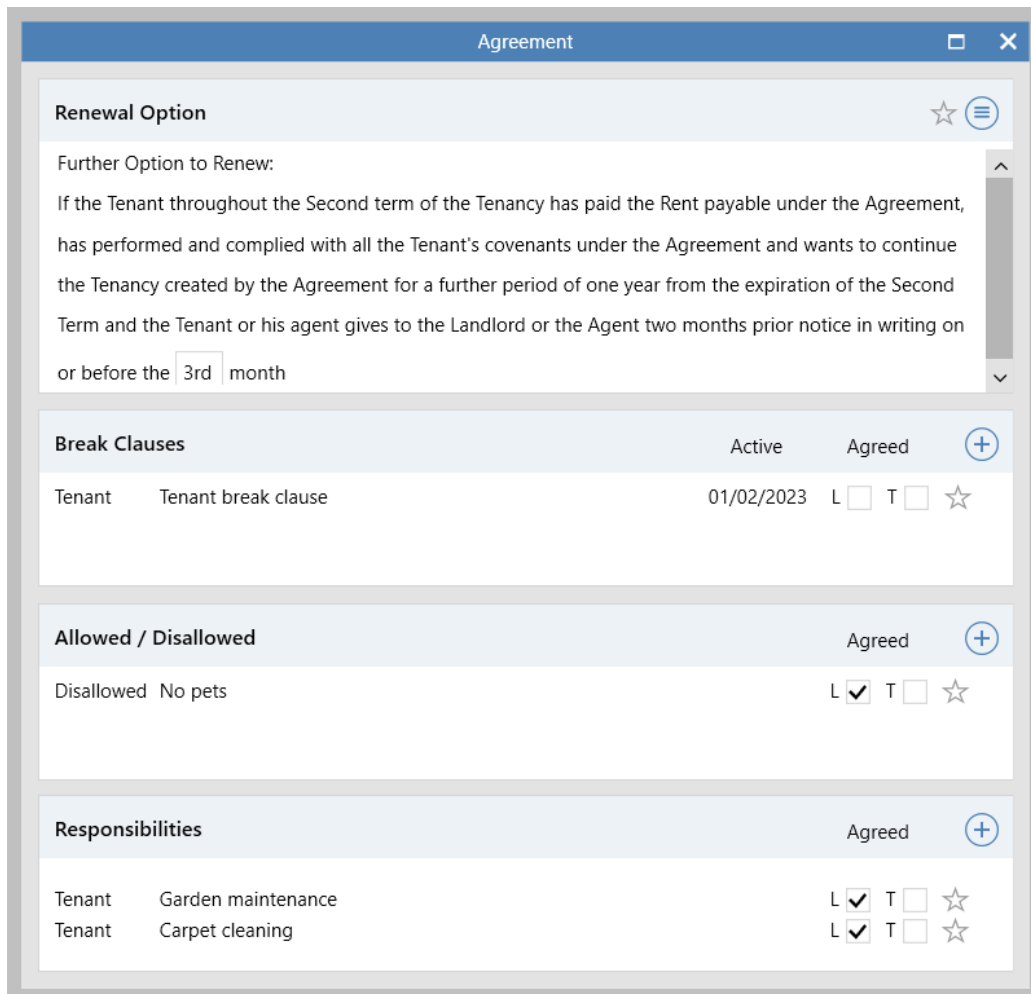 Agreement
Renewal Option
Further Option to Renew:
If the Tenant throughout the Second term of the Tenancy has paid the Rent payable under the Agreement,
has performed and complied with all the Tenant's covenants under the Agreement and wants to continue
the Tenancy created by the Agreement for a further period of one year from the expiration of the Second
Term and the Tenant or his agent gives to the Landlord or the Agent two months prior notice in writing on
or before the 3rd month
Break Clauses Active Agreed
Tenant Tenant break clause 01/02/2023 L T
Allowed / Disallowed Agreed
Disallowed No pets L T
Responsibilities Agreed
Tenant Garden maintenance L T
Tenant Carpet cleaning L T